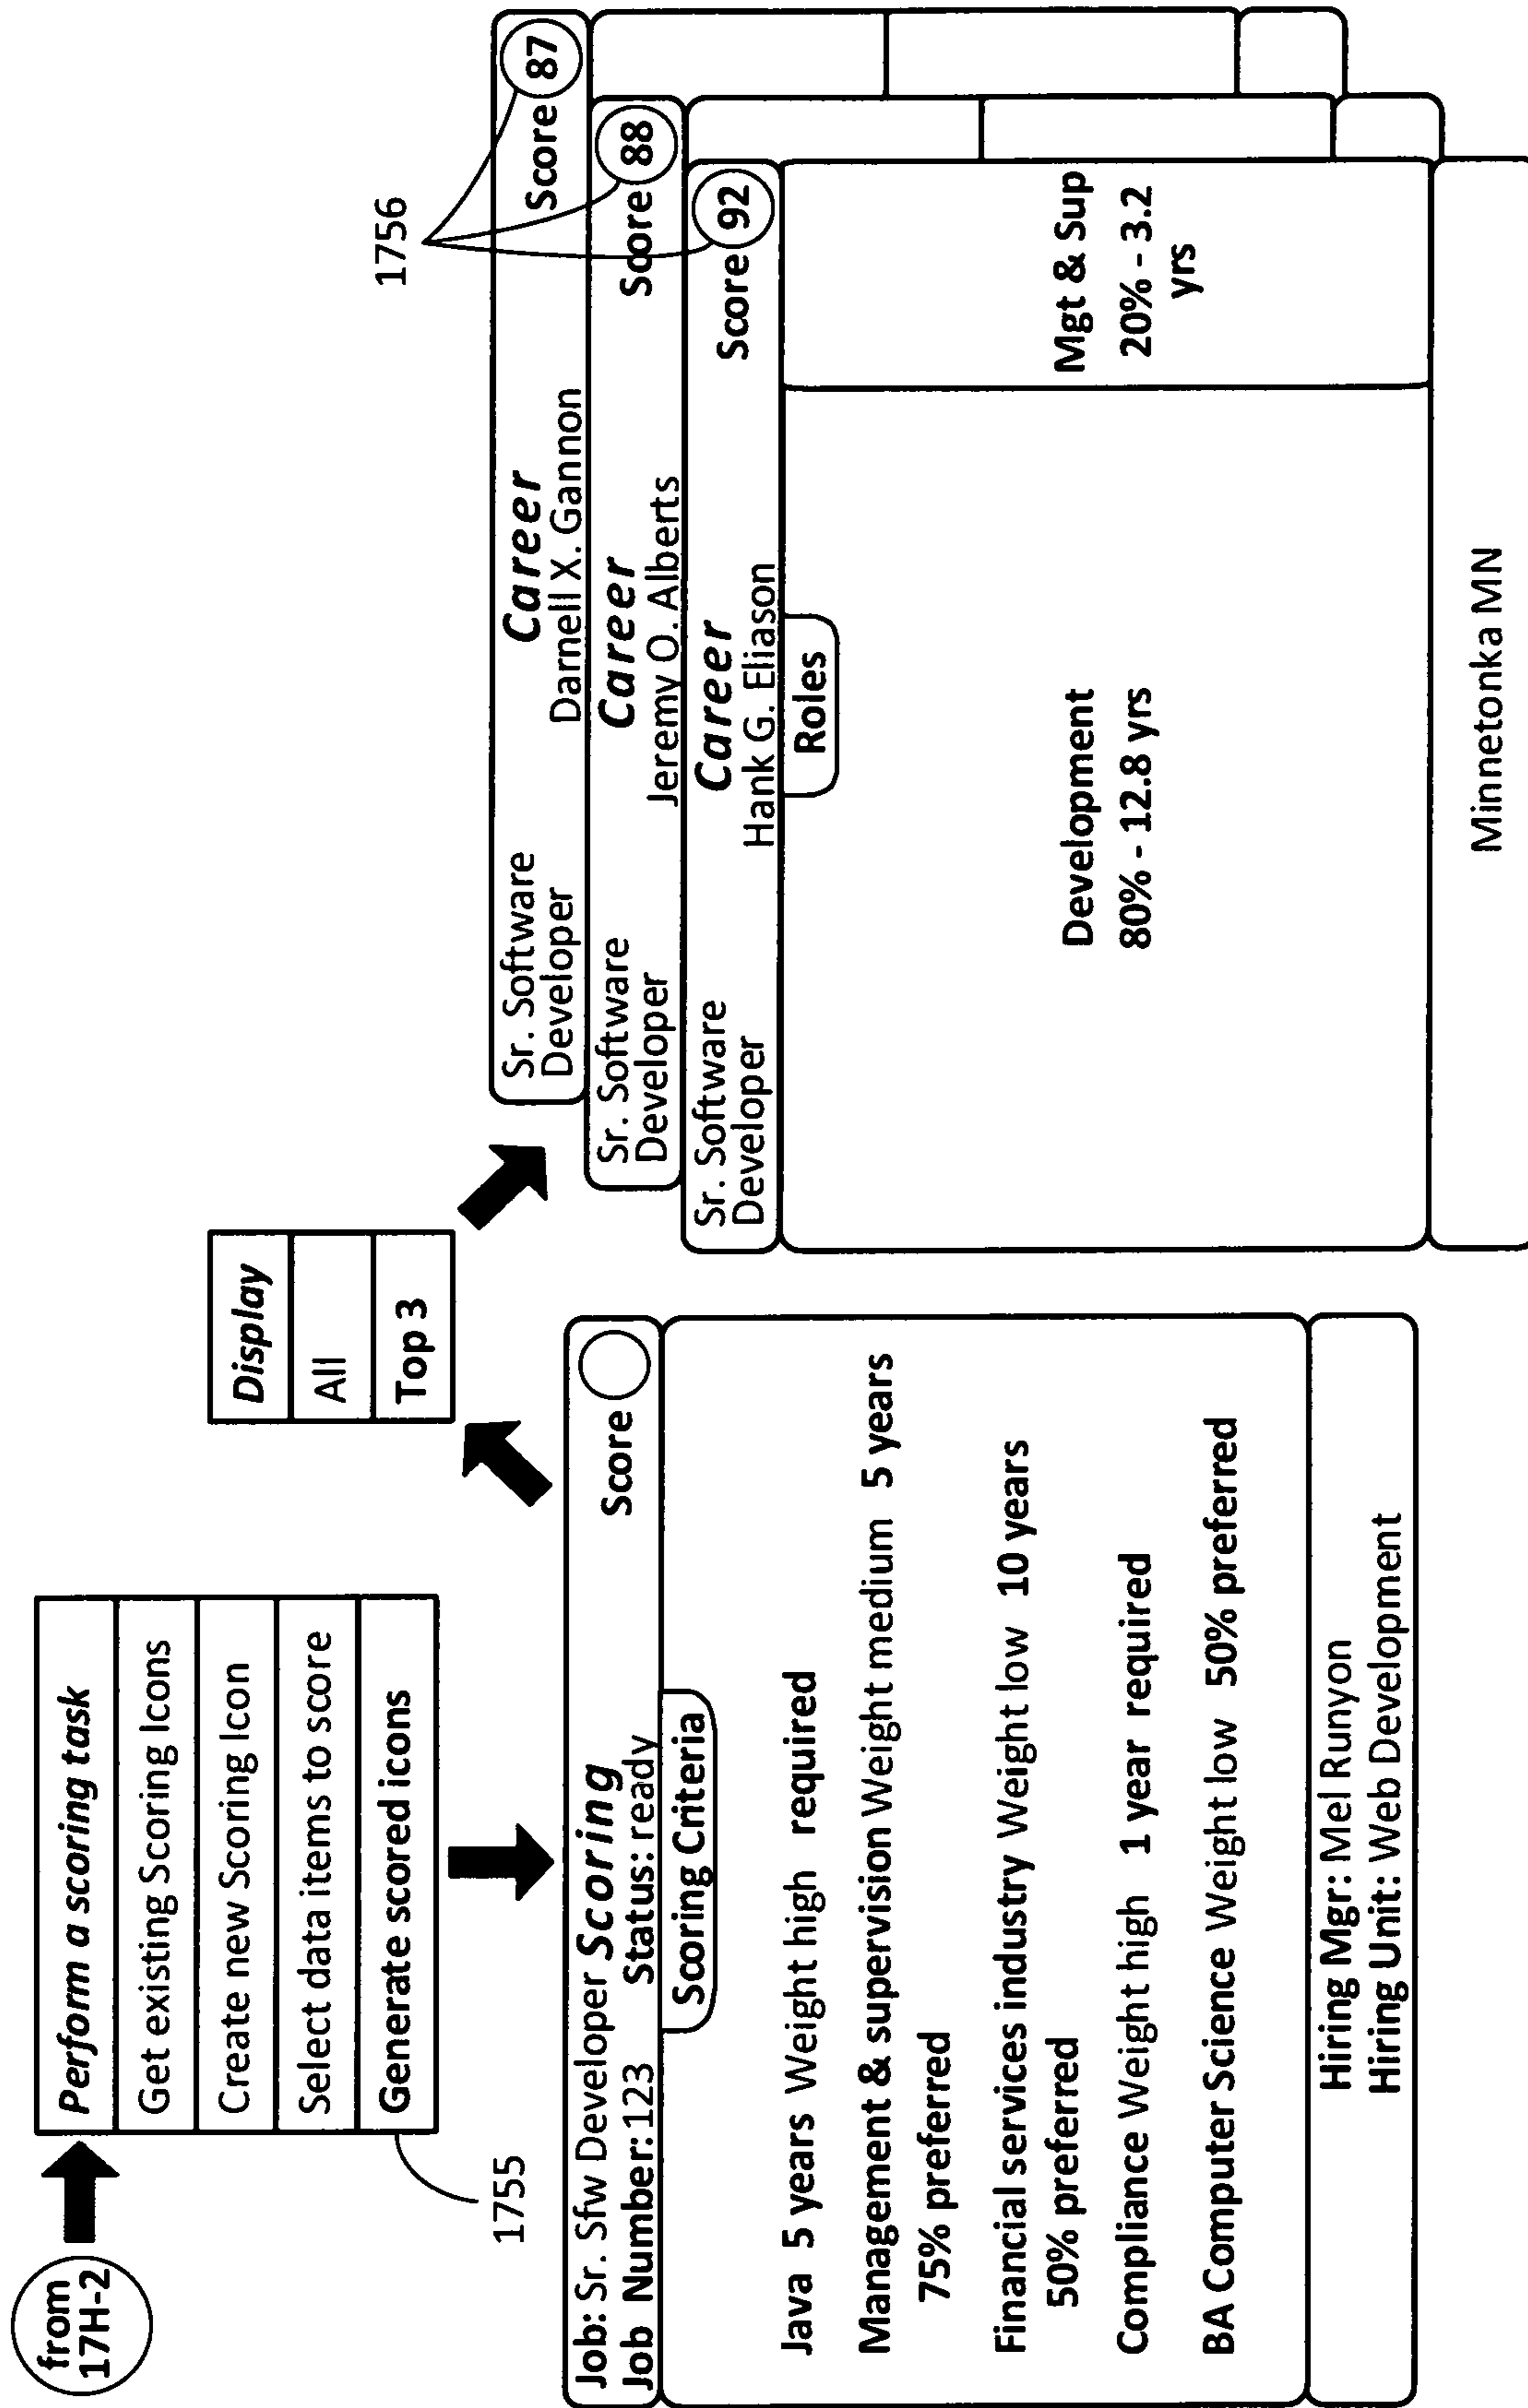 from
17H-2
Perform a scoring task
Get existing Scoring Icons
Create new Scoring Icon
Select data items to score
Generate scored icons
1755
Job: Sr. Sfw Developer Scoring
Score
Job Number: 123 Status: ready
Scoring Criteria
Java 5 years Weight high required
Management & supervision Weight medium 5 years
75% preferred
Financial services industry Weight low 10 years
50% preferred
Compliance Weight high 1 year required
BA Computer Science Weight low 50% preferred
Hiring Mgr: Mel Runyon
Hiring Unit: Web Development
Display
All
Top 3
1756
Sr. Software
Developer
Career
Darnell X. Gannon
Score 87
Sr. Software
Developer
Career
Jeremy O. Alberts
Score 88
Sr. Software
Developer
Career
Hank G. Eliason
Score 92
Roles
Development
80% - 12.8 yrs
Mgt & Sup
20% - 3.2
yrs
Minnetonka MN